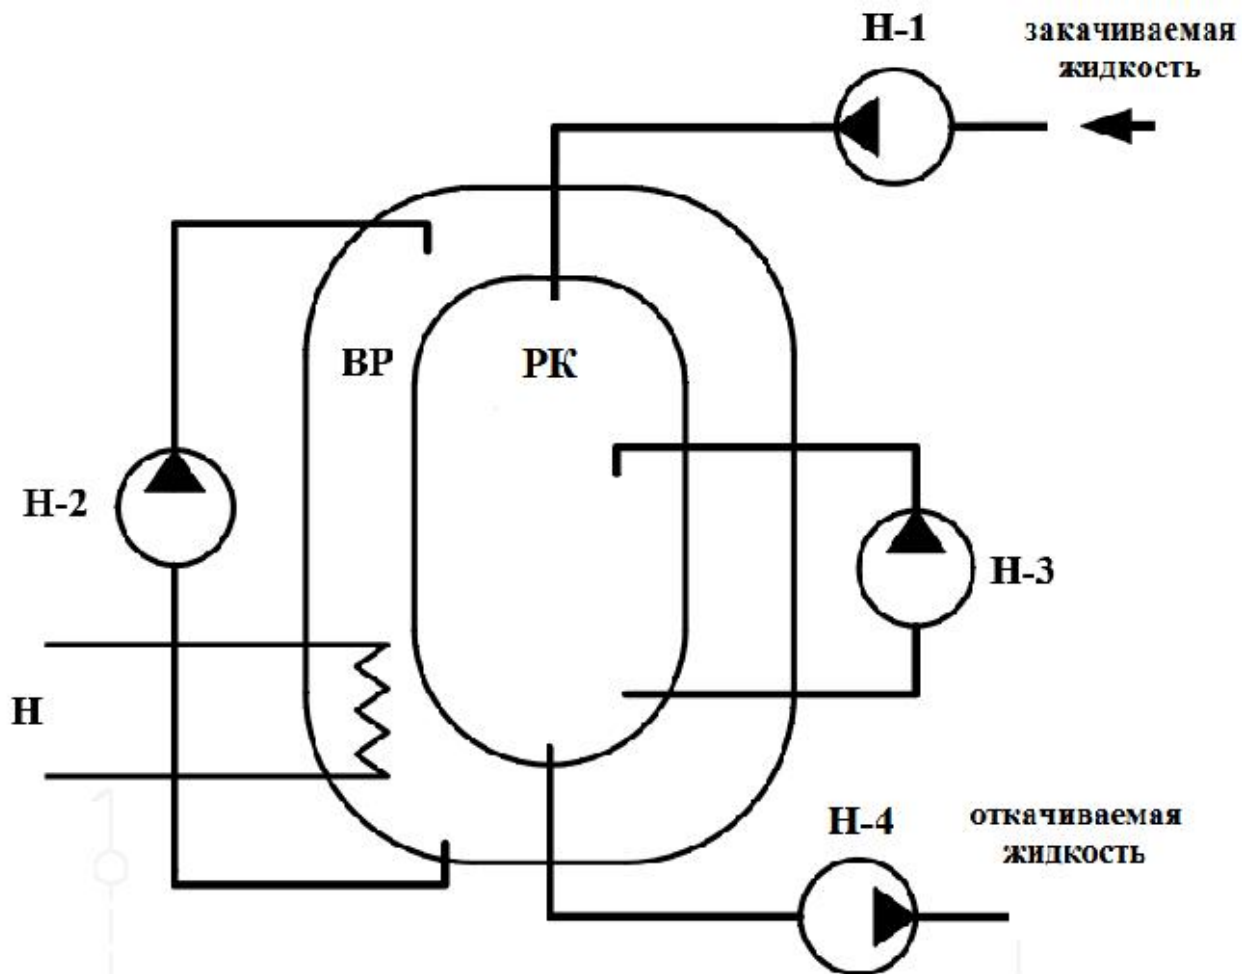 Н-1
закачиваемая
жидкость
ВР
РК
Н-2
Н-3
Н
Н-4
откачиваемая
жидкость